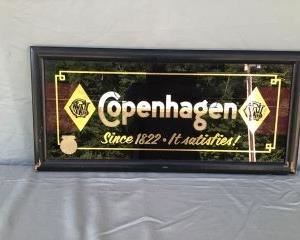 Copenhagen
Since 1822 • It satisfies!